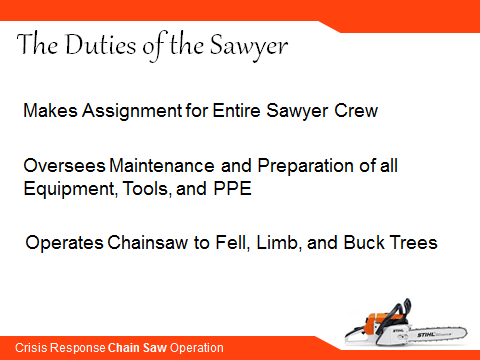 The Duties of the Sawyer
Makes Assignment for Entire Sawyer Crew
Oversees Maintenance and Preparation of all
Equipment, Tools, and PPE
Operates Chainsaw to Fell, Limb, and Buck Trees
STIHL
STIHL
Crisis Response Chain Saw Operation